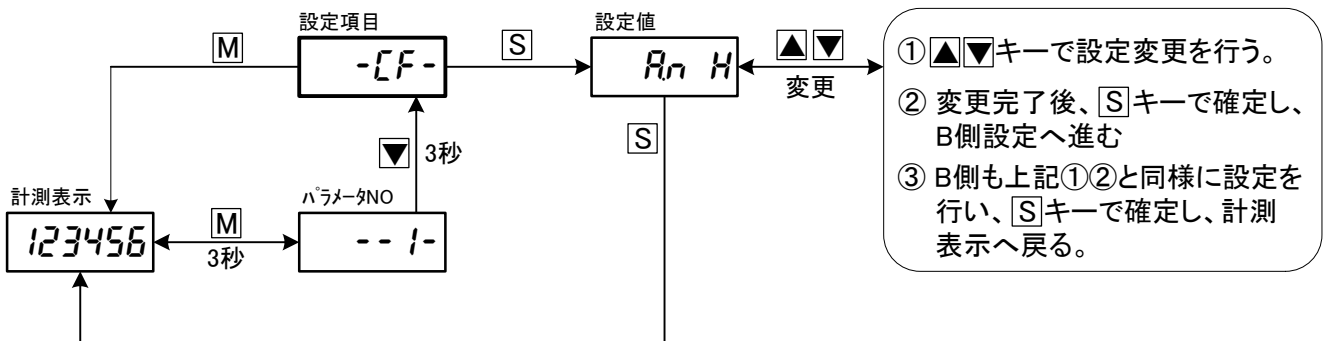 設定項目
設定値
M
-CF-
S
A.n H
▲▼
変更
S
▼ 3秒
計測表示
123456
M
3秒
パラメータNO
--1-
①▲▼キーで設定変更を行う。
② 変更完了後、Sキーで確定し、
B側設定へ進む
③ B側も上記①②と同様に設定を
行い、Sキーで確定し、計測
表示へ戻る。